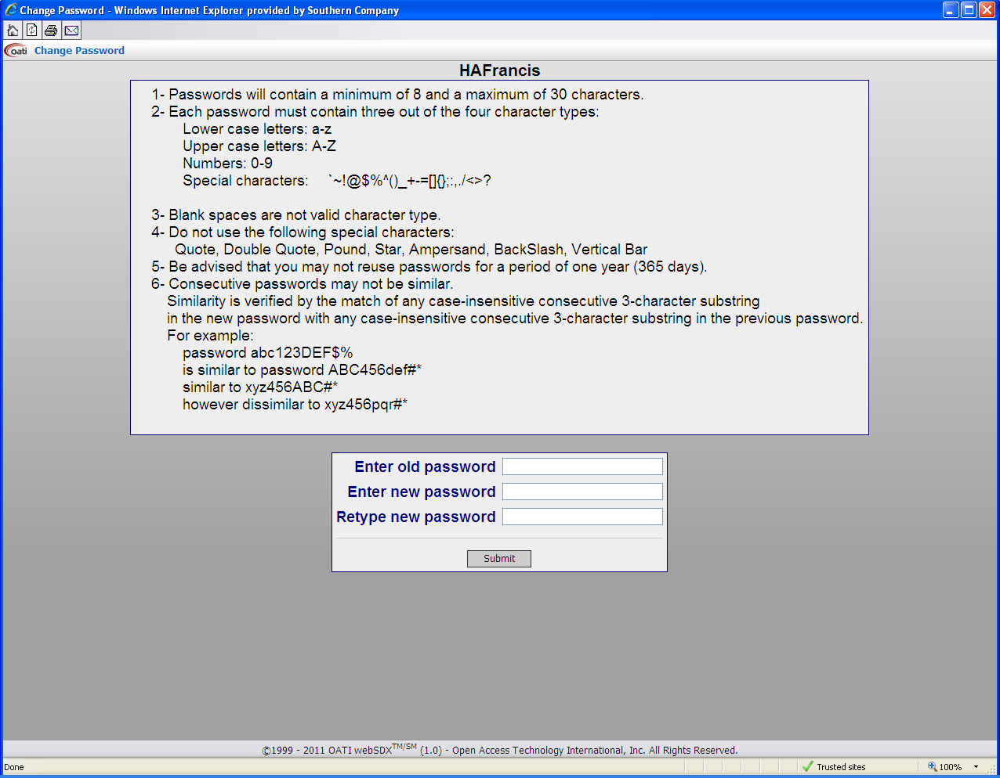 Change Password - Windows Internet Explorer provided by Southern Company
oati Change Password
HAFrancis
1- Passwords will contain a minimum of 8 and a maximum of 30 characters.
2- Each password must contain three out of the four character types:
Lower case letters: a-z
Upper case letters: A-Z
Numbers: 0-9
Special characters: `~!@$%^()_+-=[]{};:,./<>?
3- Blank spaces are not valid character type.
4- Do not use the following special characters:
Quote, Double Quote, Pound, Star, Ampersand, BackSlash, Vertical Bar
5- Be advised that you may not reuse passwords for a period of one year (365 days).
6- Consecutive passwords may not be similar.
Similarity is verified by the match of any case-insensitive consecutive 3-character substring
in the new password with any case-insensitive consecutive 3-character substring in the previous password.
For example:
password abc123DEF$%
is similar to password ABC456def#*
similar to xyz456ABC#*
however dissimilar to xyz456pqr#*
Enter old password
Enter new password
Retype new password
Submit
©1999 - 2011 OATI webSDX™/SM (1.0) - Open Access Technology International, Inc. All Rights Reserved.
Done Trusted sites 100%